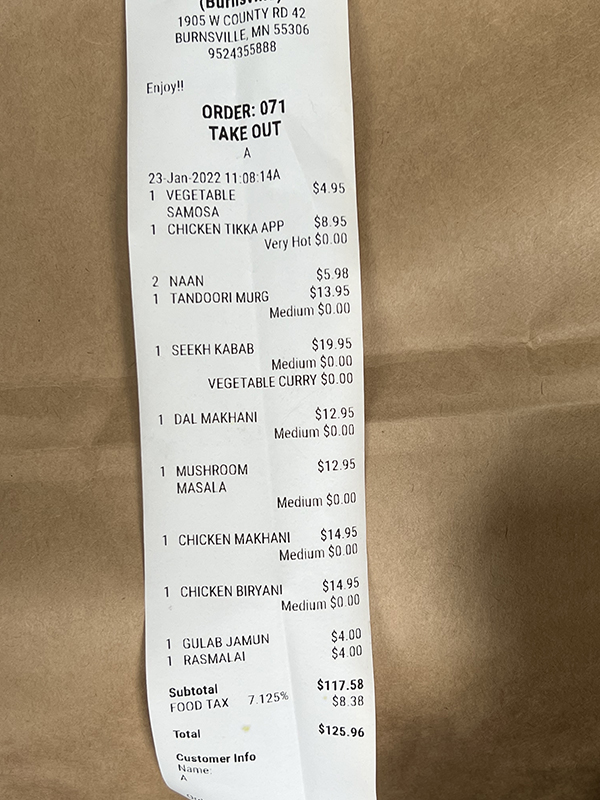 (Burnsville)
1905 W COUNTY RD 42
BURNSVILLE, MN 55306
9524355888
Enjoy!!
ORDER: 071
TAKE OUT
A
23-Jan-2022 11:08:14A
1 VEGETABLE SAMOSA $4.95
1 CHICKEN TIKKA APP $8.95
Very Hot $0.00
2 NAAN $5.98
1 TANDOORI MURG $13.95
Medium $0.00
1 SEEKH KABAB $19.95
Medium $0.00
VEGETABLE CURRY $0.00
1 DAL MAKHANI $12.95
Medium $0.00
1 MUSHROOM MASALA $12.95
Medium $0.00
1 CHICKEN MAKHANI $14.95
Medium $0.00
1 CHICKEN BIRYANI $14.95
Medium $0.00
1 GULAB JAMUN $4.00
1 RASMALAI $4.00
Subtotal $117.58
FOOD TAX 7.125% $8.38
Total $125.96
Customer Info
Name:
A